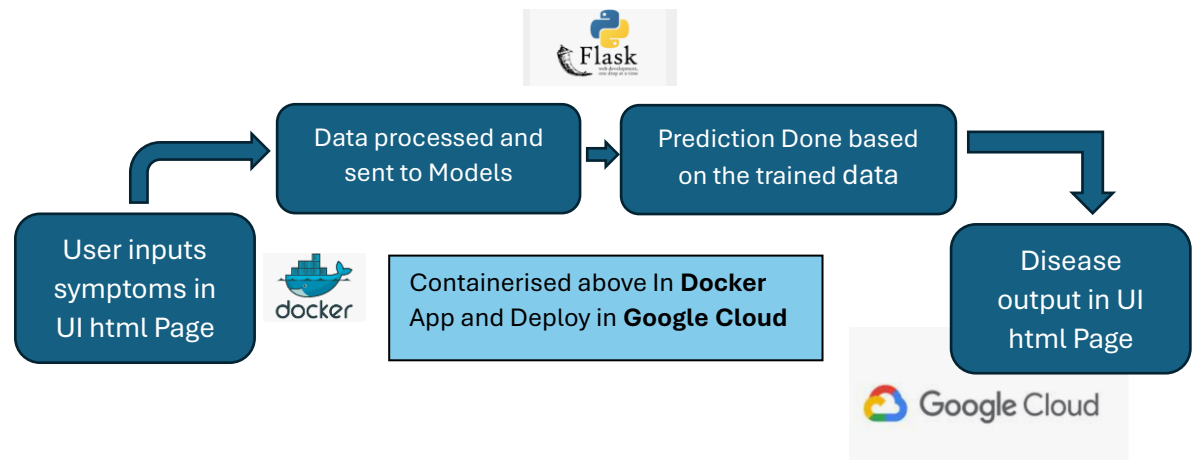 Flask
web development,
one drop at a time
Data processed and
sent to Models
Prediction Done based
on the trained data
User inputs
symptoms in
UI html Page
docker
Containerised above In Docker
App and Deploy in Google Cloud
Disease
output in UI
html Page
Google Cloud